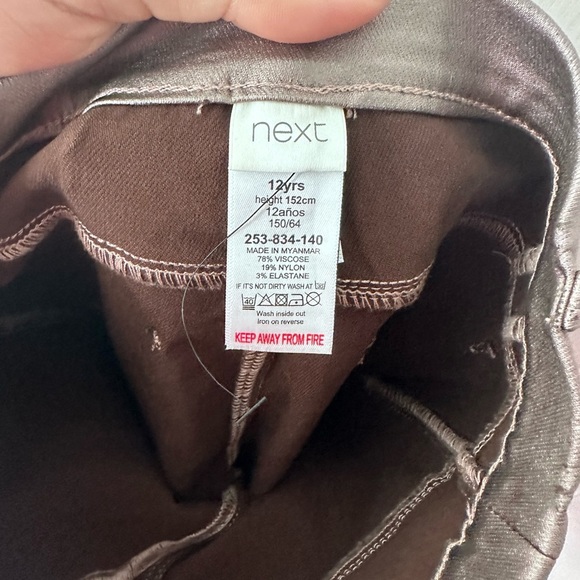 next
12yrs
height 152cm
12años
150/64
253-834-140
MADE IN MYANMAR
78% VISCOSE
19% NYLON
3% ELASTANE
IF IT'S NOT DIRTY WASH AT
40
Wash inside out
Iron on reverse
KEEP AWAY FROM FIRE